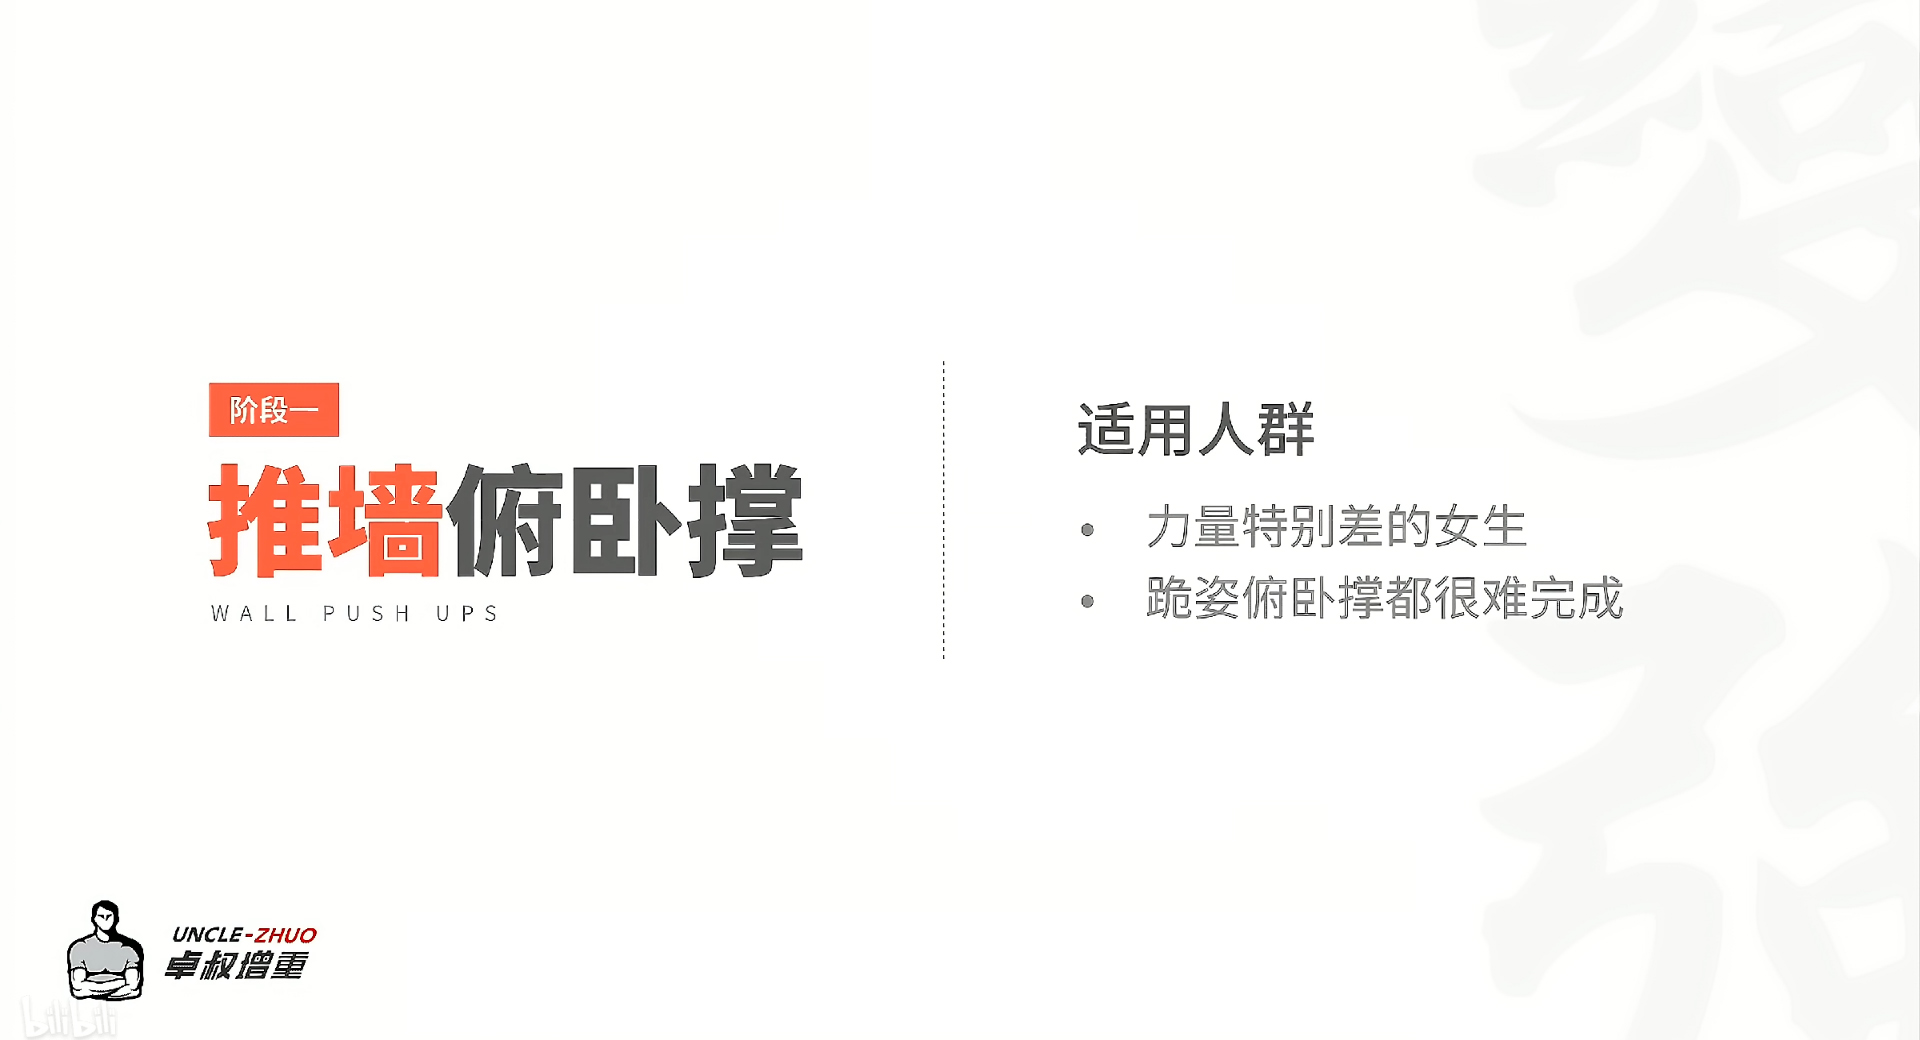 阶段一
推墙俯卧撑
WALL PUSH UPS
适用人群
• 力量特别差的女生
• 跪姿俯卧撑都很难完成
UNCLE-ZHUO
卓叔增重
bilibili